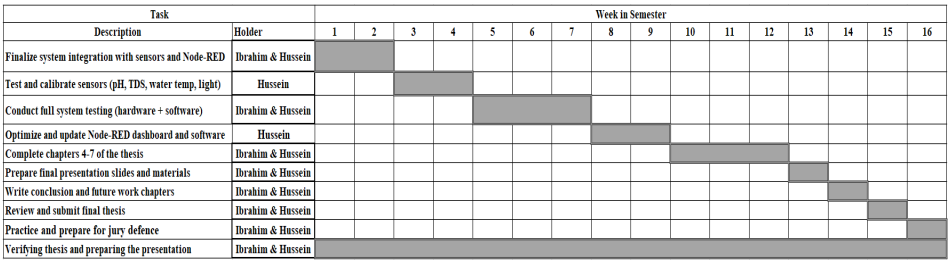 Task Week in Semester
Description Holder 1 2 3 4 5 6 7 8 9 10 11 12 13 14 15 16
Finalize system integration with sensors and Node-RED Ibrahim & Hussein
Test and calibrate sensors (pH, TDS, water temp, light) Hussein
Conduct full system testing (hardware + software) Ibrahim & Hussein
Optimize and update Node-RED dashboard and software Hussein
Complete chapters 4-7 of the thesis Ibrahim & Hussein
Prepare final presentation slides and materials Ibrahim & Hussein
Write conclusion and future work chapters Ibrahim & Hussein
Review and submit final thesis Ibrahim & Hussein
Practice and prepare for jury defence Ibrahim & Hussein
Verifying thesis and preparing the presentation Ibrahim & Hussein